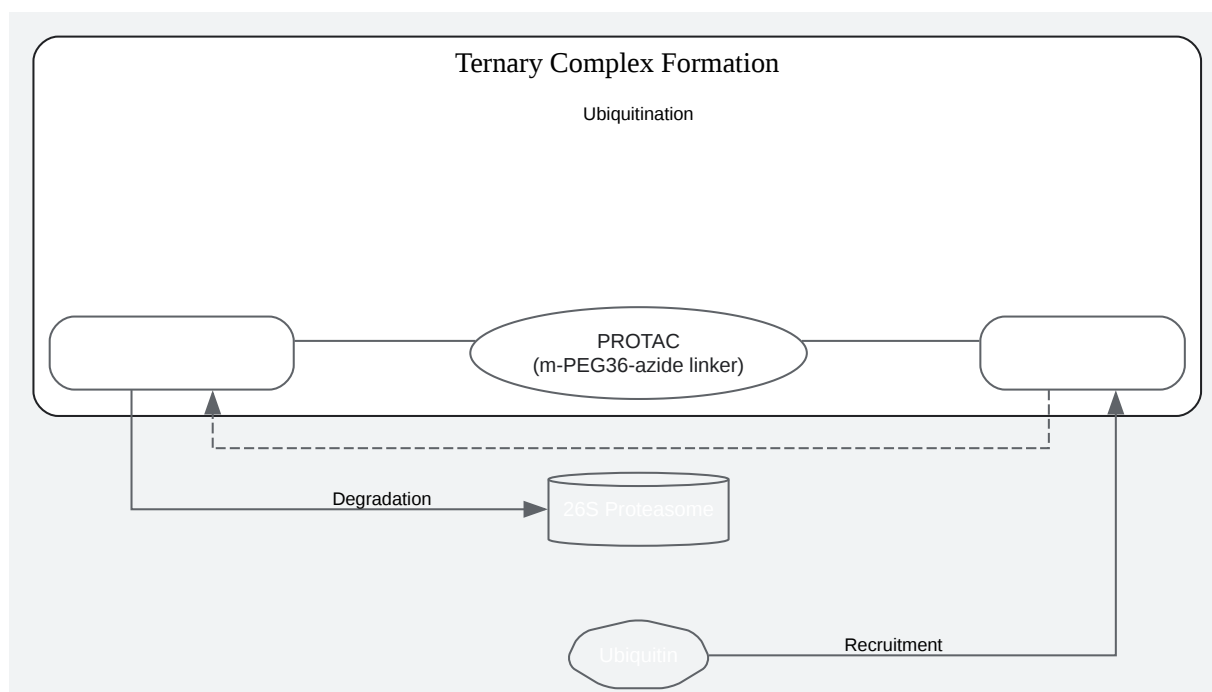 Ternary Complex Formation
Ubiquitination
PROTAC
(m-PEG36-azide linker)
Degradation
26S Proteasome
Ubiquitin
Recruitment